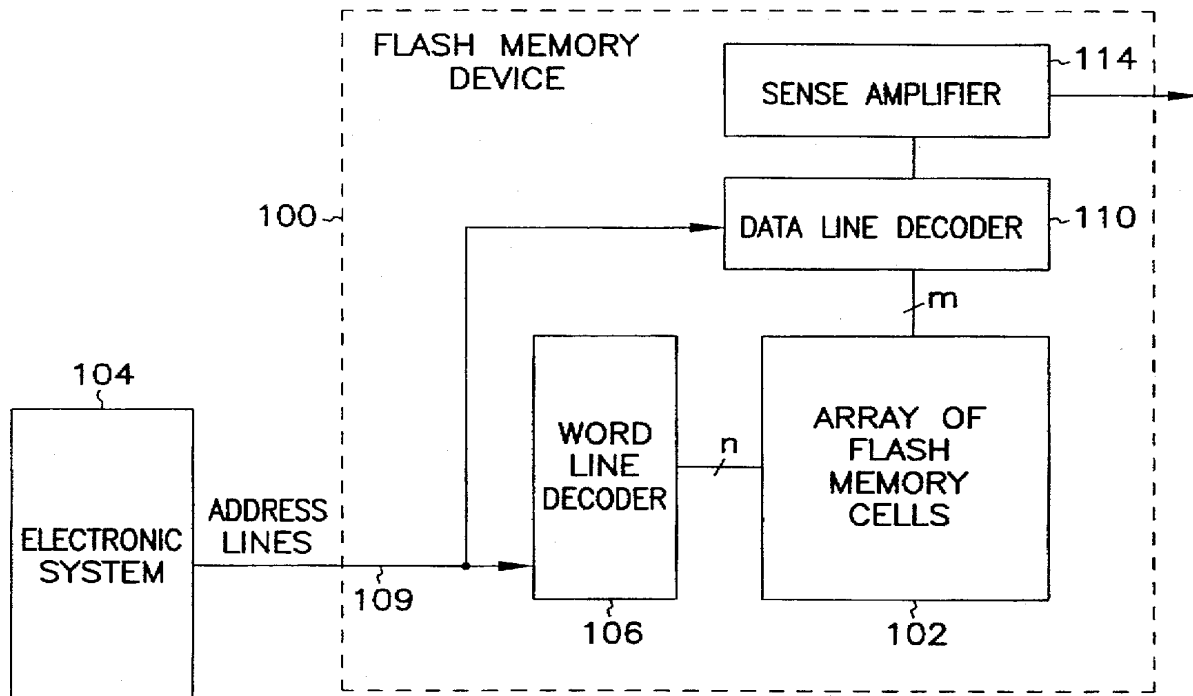 FLASH MEMORY
DEVICE
114
SENSE AMPLIFIER
100
110
DATA LINE DECODER
m
104
WORD
LINE
DECODER
n
ARRAY OF
FLASH
MEMORY
CELLS
ELECTRONIC
SYSTEM
ADDRESS
LINES
109
106
102